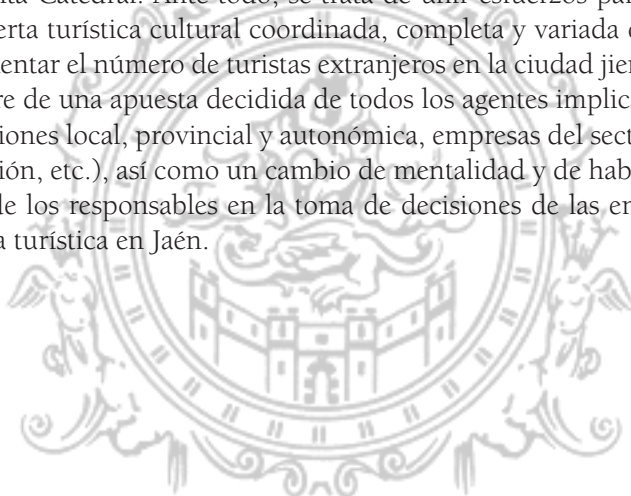 Catedral. Ante todo, se trata de unir esfuerzos
turística cultural coordinada, completa y variada
el número de turistas extranjeros en la ciudad
de una apuesta decidida de todos los agentes
local, provincial y autonómica, empresas del
etc.), así como un cambio de mentalidad y de
los responsables en la toma de decisiones de las
turística en Jaén.